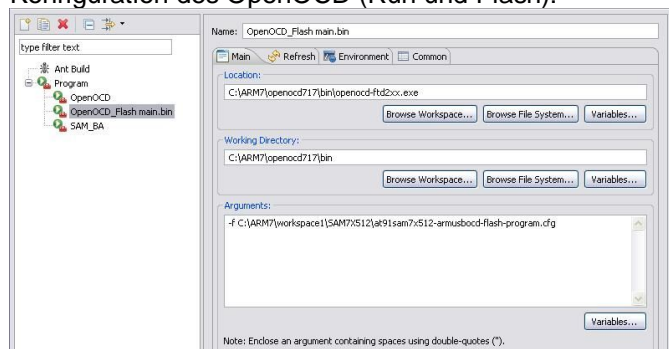 Konfiguration des OpenOCD (Run und Flash):
Name: OpenOCD_Flash main.bin
type filter text
Ant Build
Program
OpenOCD
OpenOCD_Flash main.bin
SAM_BA
Main Refresh Environment Common
Location:
C:\ARM7\openocd717\bin\openocd-ftd2xx.exe
Browse Workspace... Browse File System... Variables...
Working Directory:
C:\ARM7\openocd717\bin
Browse Workspace... Browse File System... Variables...
Arguments:
-f C:\ARM7\workspace1\SAM7X512\at91sam7x512-armusbocd-flash-program.cfg
Variables...
Note: Enclose an argument containing spaces using double-quotes (").